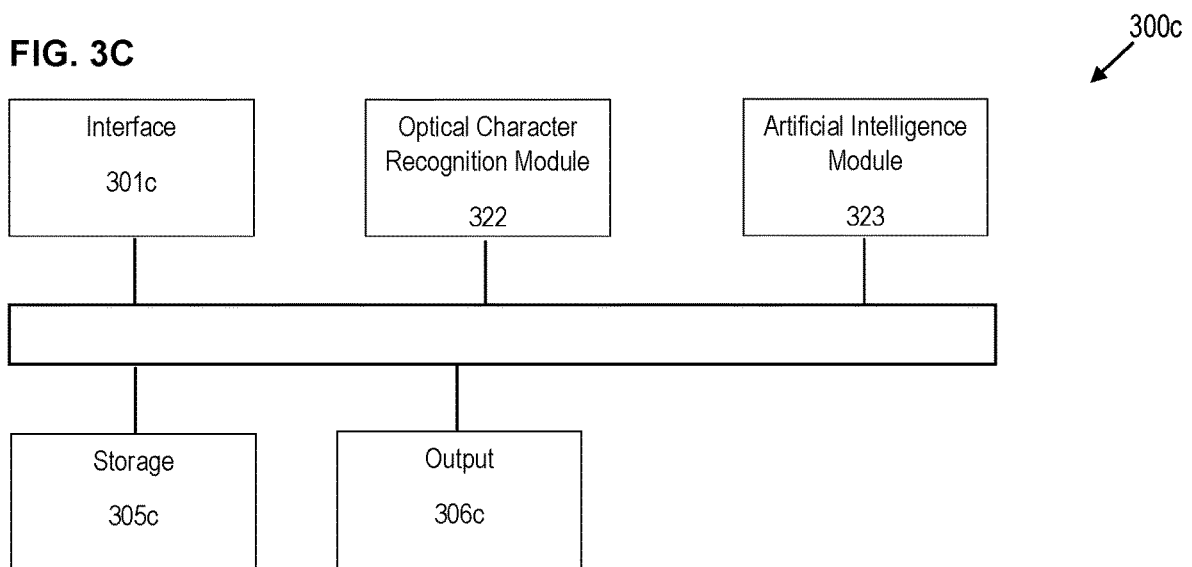 300c
FIG. 3C
Interface
301c
Optical Character
Recognition Module
322
Artificial Intelligence
Module
323
Storage
305c
Output
306c